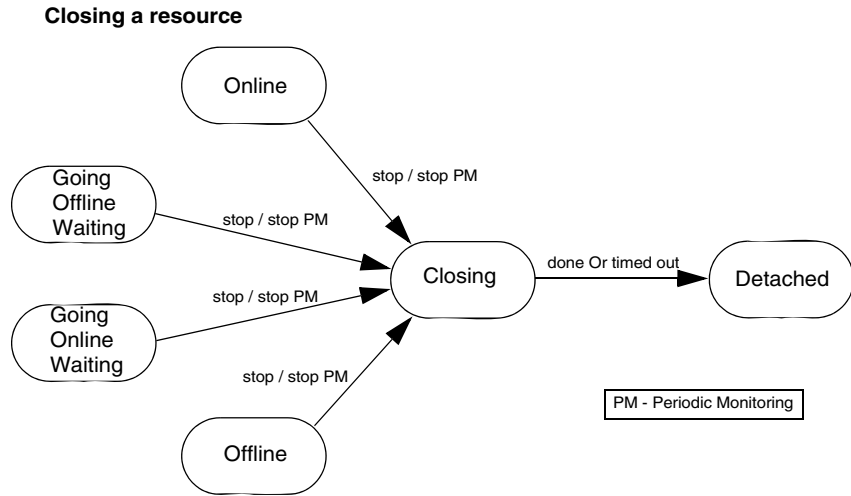 Closing a resource
Online
stop / stop PM
Going
Offline
Waiting
stop / stop PM
Closing
done Or timed out
Detached
stop / stop PM
Going
Online
Waiting
stop / stop PM
PM - Periodic Monitoring
Offline